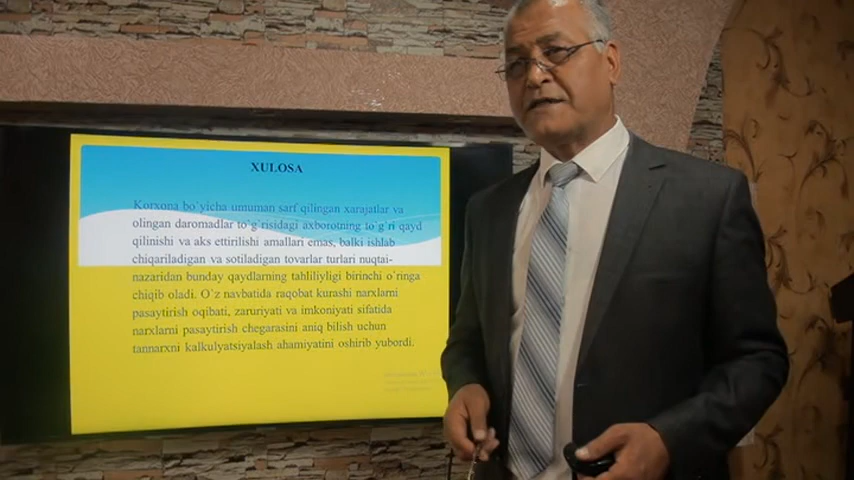 XULOSA
Korxona bo`yicha umuman sarf qilingan xarajatlar va
olingan daromadlar to`g`risidagi axborotning to`g`ri qayd
qilinishi va aks ettirilishi amallari emas, balki ishlab
chiqariladigan va sotiladigan tovarlar turlari nuqtai-
nazaridan bunday qaydlarning tahliliyligi birinchi o`ringa
chiqib oladi. O`z navbatida raqobat kurashi narxlarni
pasaytirish oqibati, zaruriyati va imkoniyati sifatida
narxlarni pasaytirish chegarasini aniq bilish uchun
tannarxni kalkulyatsiyalash ahamiyatini oshirib yubordi.